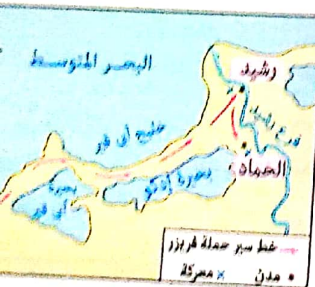 البحر المتوسط
رشيد
خليج أبي قير
فرع رشيد
الحماد
بحيرة إدكو
بحيرة
أبي قير
خط سير حملة فريزر
• مدن × معركة